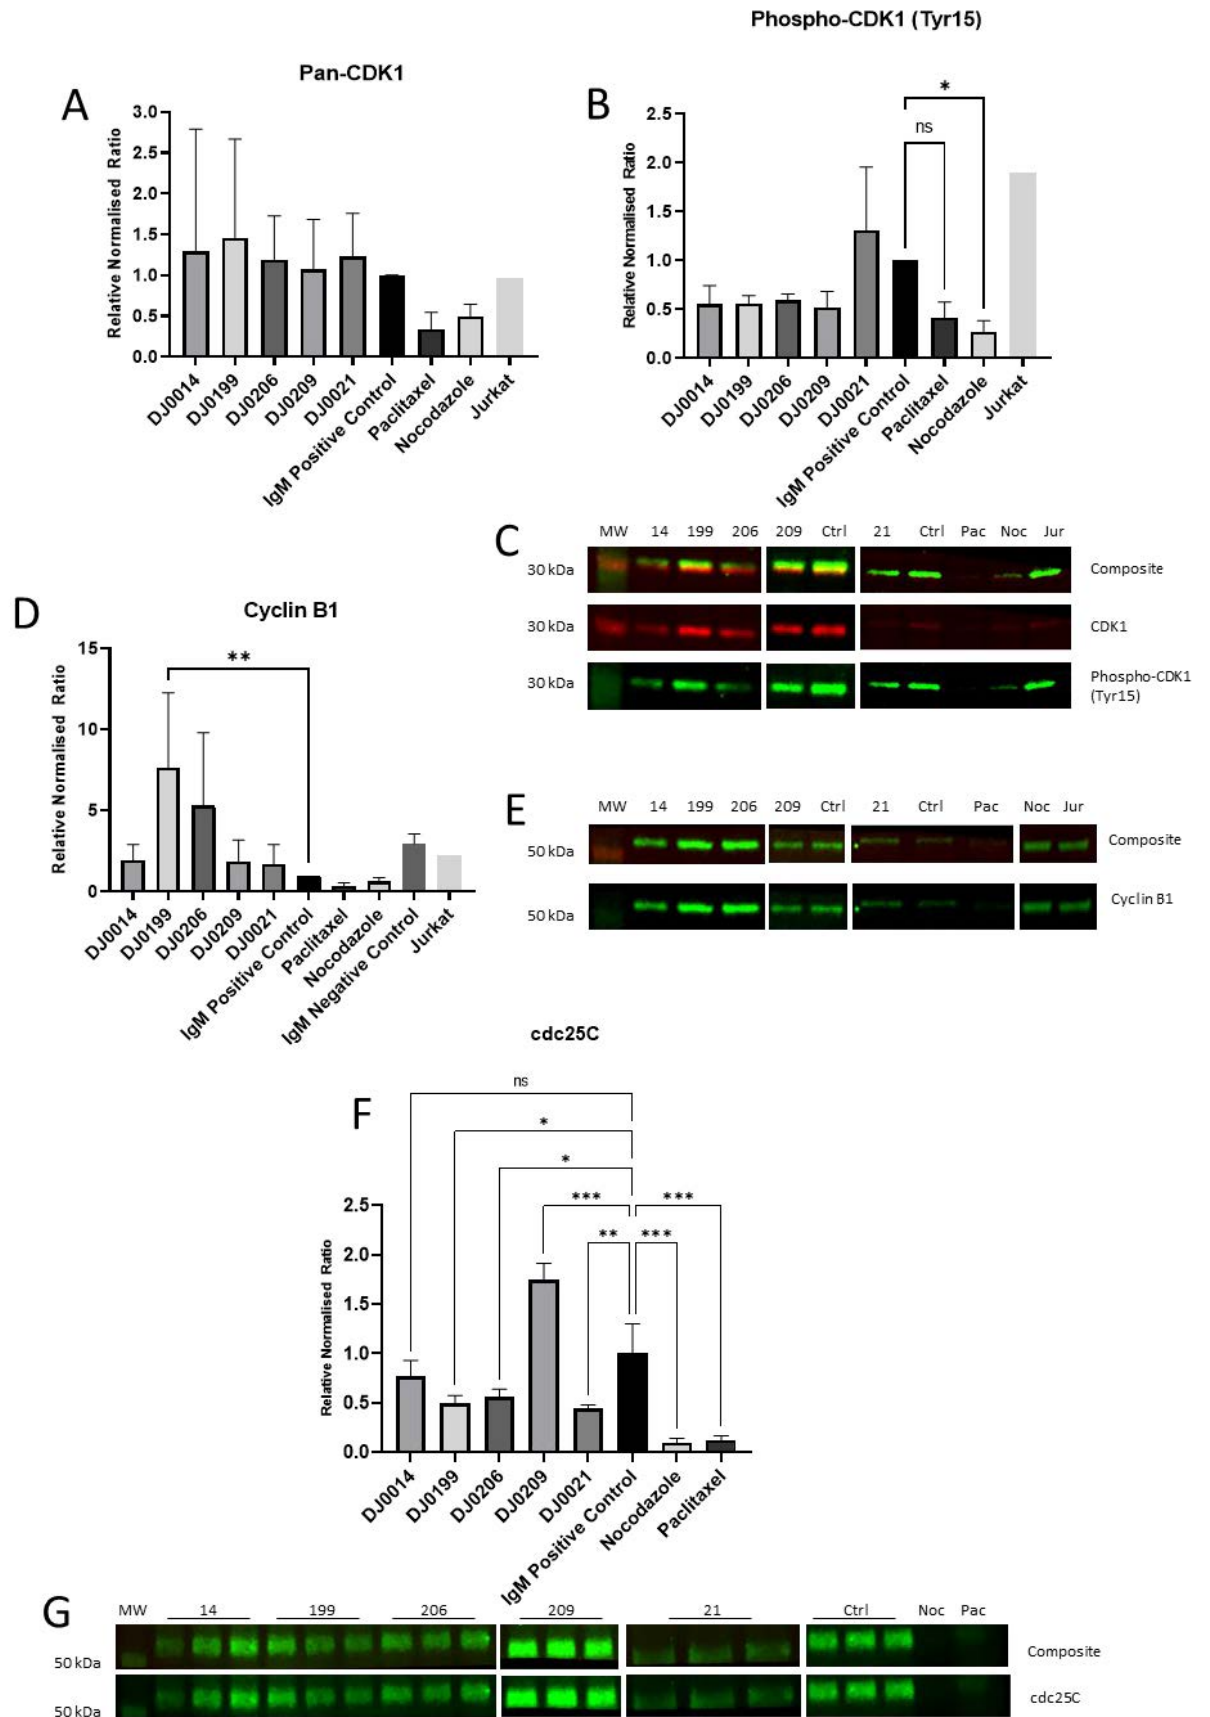 Phospho-CDK1 (Tyr15)
Pan-CDK1
A
Relative Normalised Ratio
3.0
2.5
2.0
1.5
1.0
0.5
0.0
DJ0014
DJ0199
DJ0206
DJ0209
DJ0021
IgM Positive Control
Paclitaxel
Nocodazole
Jurkat
B
Relative Normalised Ratio
2.5
2.0
1.5
1.0
0.5
0.0
*
ns
DJ0014
DJ0199
DJ0206
DJ0209
DJ0021
IgM Positive Control
Paclitaxel
Nocodazole
Jurkat
C
MW 14 199 206 209 Ctrl 21 Ctrl Pac Noc Jur
30 kDa Composite
30 kDa CDK1
30 kDa Phospho-CDK1
(Tyr15)
D
Cyclin B1
Relative Normalised Ratio
15
10
5
0
**
DJ0014
DJ0199
DJ0206
DJ0209
DJ0021
IgM Positive Control
Paclitaxel
Nocodazole
IgM Negative Control
Jurkat
E
MW 14 199 206 209 Ctrl 21 Ctrl Pac Noc Jur
50 kDa Composite
50 kDa Cyclin B1
cdc25C
F
ns
*
*
*** ***
** ***
Relative Normalised Ratio
2.5
2.0
1.5
1.0
0.5
0.0
DJ0014
DJ0199
DJ0206
DJ0209
DJ0021
IgM Positive Control
Nocodazole
Paclitaxel
G
MW 14 199 206 209 21 Ctrl Noc Pac
50 kDa Composite
50 kDa cdc25C